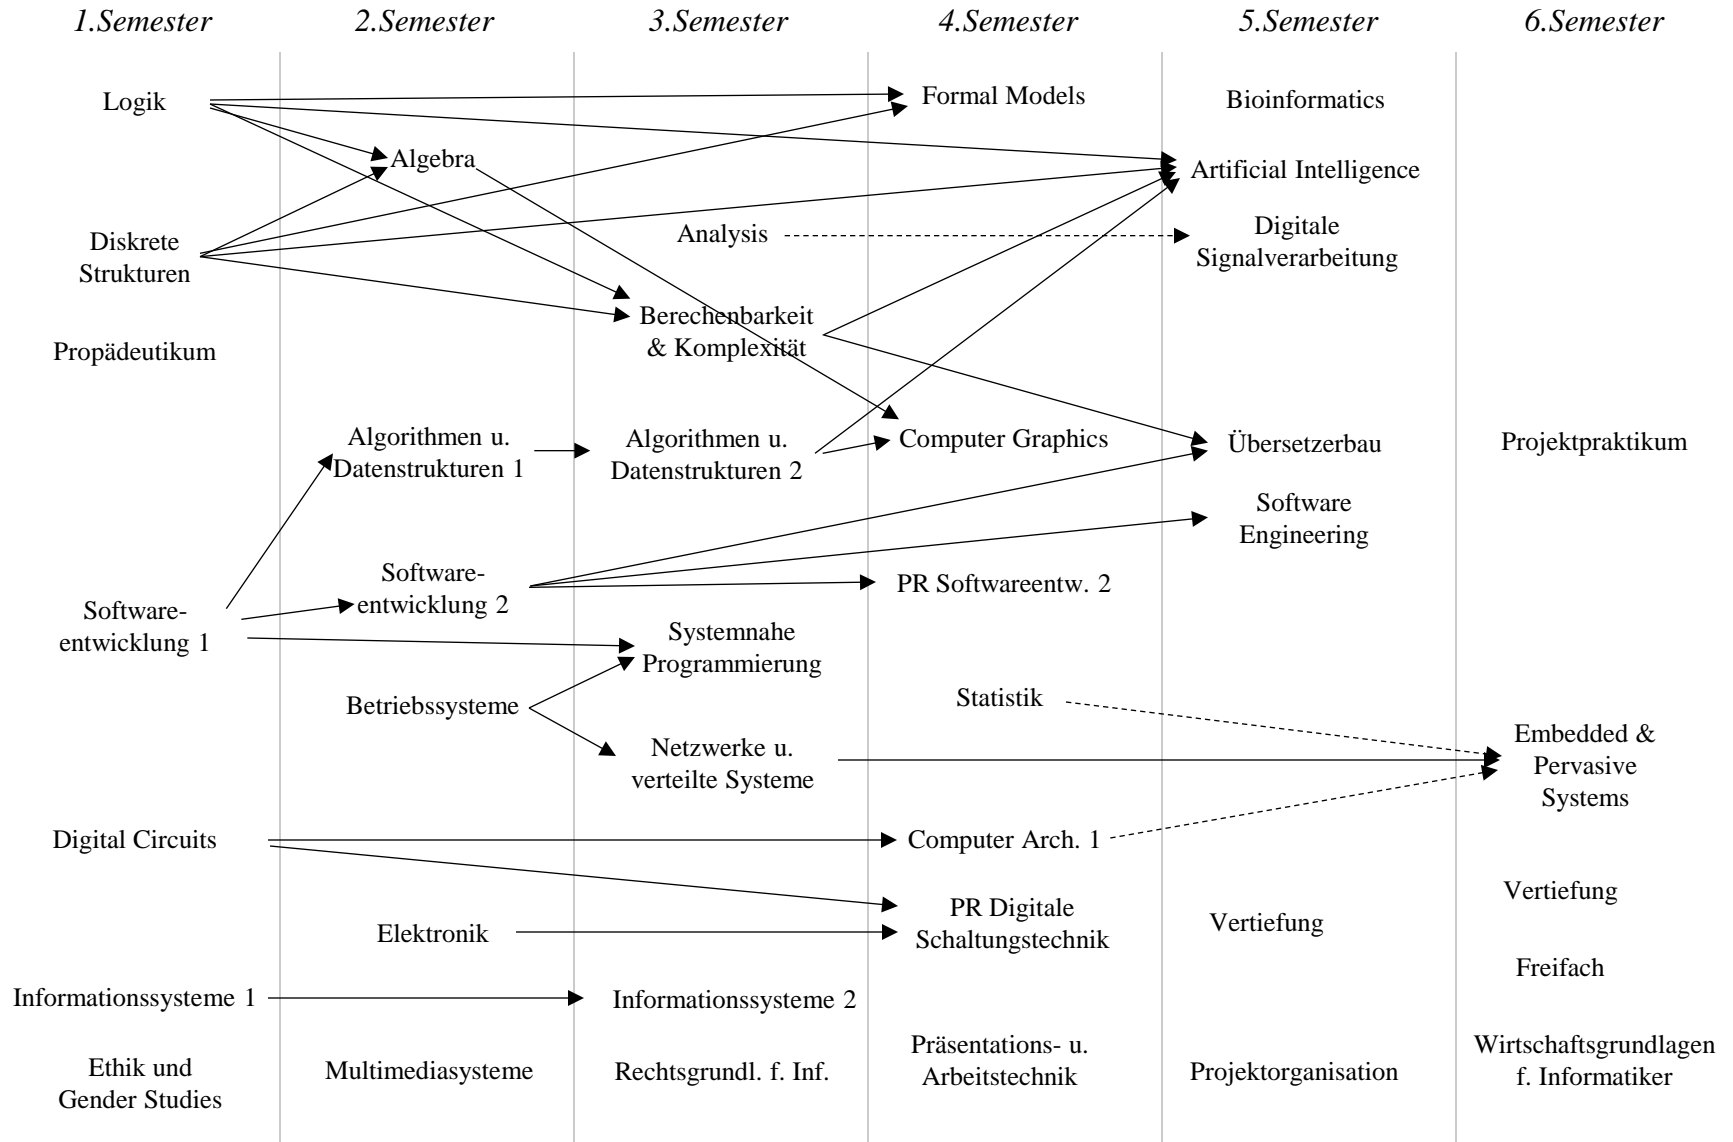 1.Semester
2.Semester
3.Semester
4.Semester
5.Semester
6.Semester
Logik
Diskrete
Strukturen
Propädeutikum
Software-
entwicklung 1
Digital Circuits
Informationssysteme 1
Ethik und
Gender Studies
Algebra
Algorithmen u.
Datenstrukturen 1
Software-
entwicklung 2
Betriebssysteme
Elektronik
Multimediasysteme
Analysis
Berechenbarkeit
& Komplexität
Algorithmen u.
Datenstrukturen 2
Systemnahe
Programmierung
Netzwerke u.
verteilte Systeme
Informationssysteme 2
Rechtsgrundl. f. Inf.
Formal Models
Computer Graphics
PR Softwareentw. 2
Statistik
Computer Arch. 1
PR Digitale
Schaltungstechnik
Präsentations- u.
Arbeitstechnik
Bioinformatics
Artificial Intelligence
Digitale
Signalverarbeitung
Übersetzerbau
Software
Engineering
Vertiefung
Projektorganisation
Projektpraktikum
Embedded &
Pervasive
Systems
Vertiefung
Freifach
Wirtschaftsgrundlagen
f. Informatiker